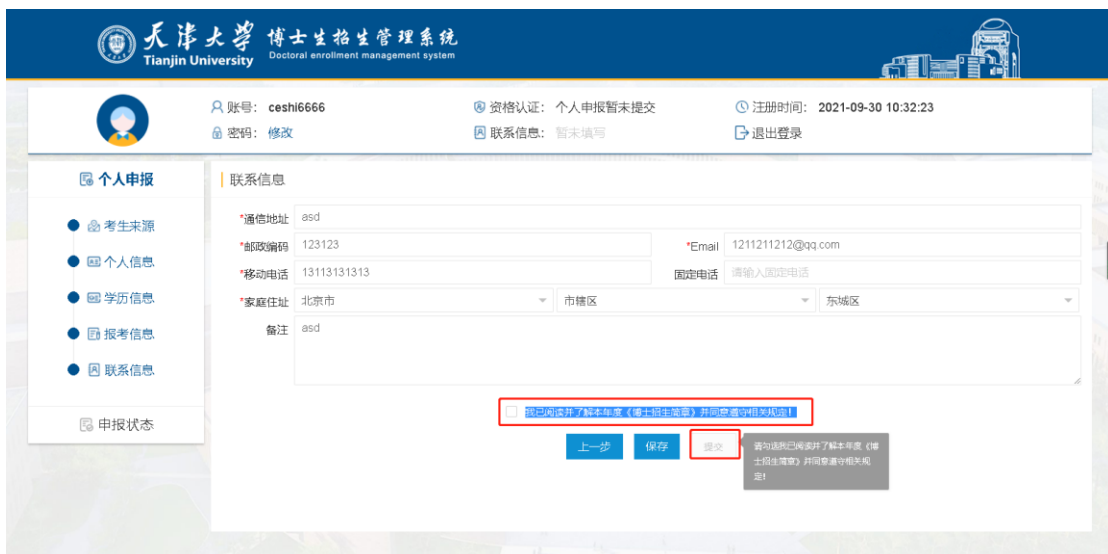 天津大学 博士生招生管理系统
Tianjin University Doctoral enrollment management system
账号: ceshi6666 资格认证: 个人申报暂未提交 注册时间: 2021-09-30 10:32:23
密码: 修改 联系信息: 暂未填写 退出登录
个人申报
考生来源
个人信息
学历信息
报考信息
联系信息
申报状态
联系信息
*通信地址 asd
*邮政编码 123123 *Email 1211211212@qq.com
*移动电话 13113131313 固定电话 请输入固定电话
*家庭住址 北京市 市辖区 东城区
备注 asd
我已阅读并了解本年度《博士招生简章》并同意遵守相关规定!
上一步 保存 提交
请勾选我已阅读并了解本年度《博
士招生简章》并同意遵守相关规
定!